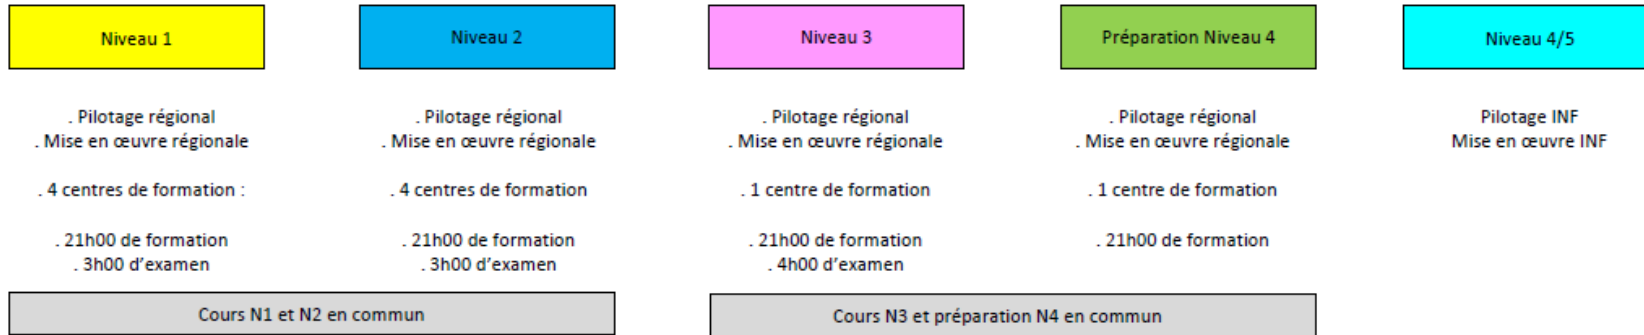 Niveau 1
Niveau 2
Niveau 3
Préparation Niveau 4
Niveau 4/5
. Pilotage régional
. Mise en œuvre régionale
. 4 centres de formation :
. 21h00 de formation
. 3h00 d'examen
. Pilotage régional
. Mise en œuvre régionale
. 4 centres de formation
. 21h00 de formation
. 3h00 d'examen
. Pilotage régional
. Mise en œuvre régionale
. 1 centre de formation
. 21h00 de formation
. 4h00 d'examen
. Pilotage régional
. Mise en œuvre régionale
. 1 centre de formation
. 21h00 de formation
Pilotage INF
Mise en œuvre INF
Cours N1 et N2 en commun
Cours N3 et préparation N4 en commun